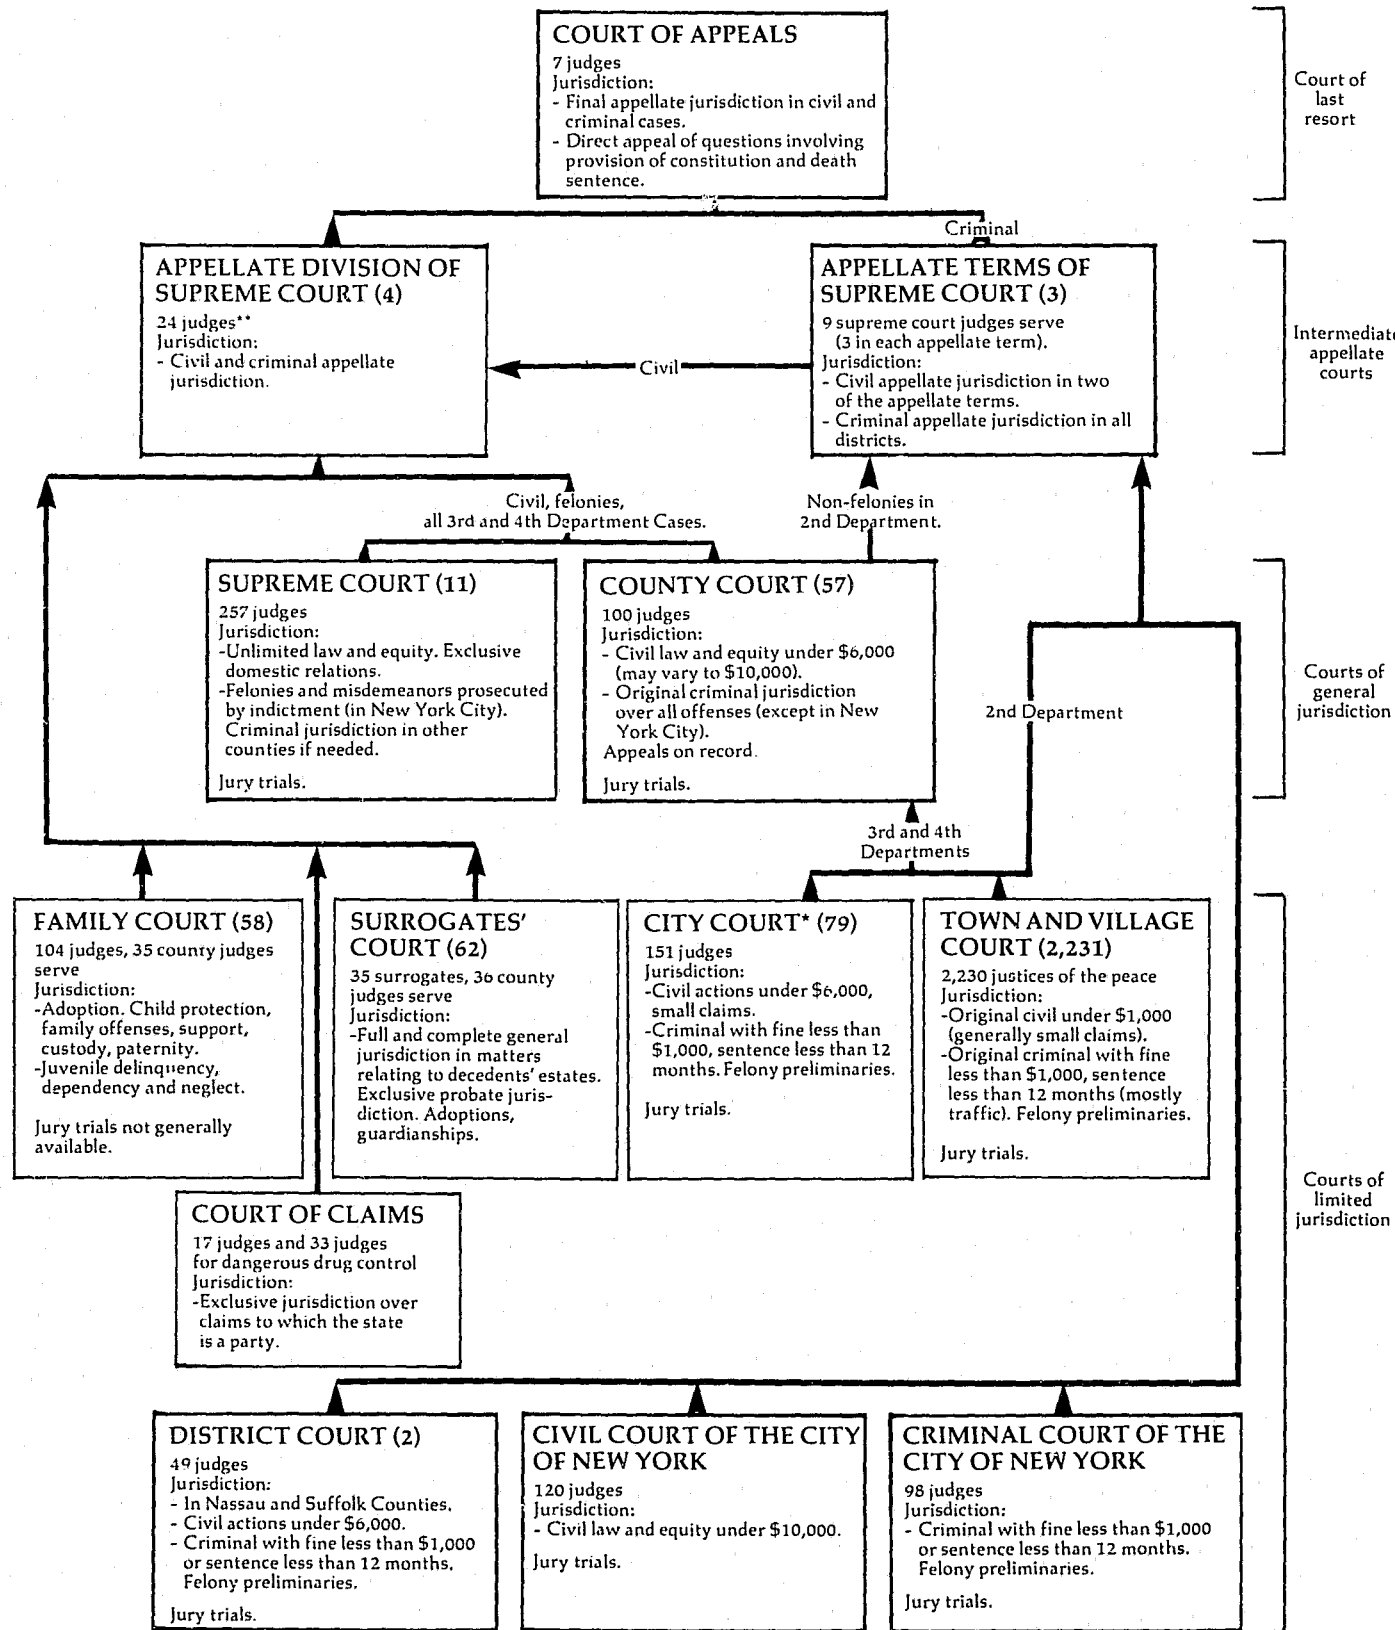 COURT OF APPEALS
7 judges
Jurisdiction:
- Final appellate jurisdiction in civil and
criminal cases.
- Direct appeal of questions involving
provision of constitution and death
sentence.
Court of
last
resort
Criminal
APPELLATE DIVISION OF
SUPREME COURT (4)
24 judges**
Jurisdiction:
- Civil and criminal appellate
jurisdiction.
Civil
APPELLATE TERMS OF
SUPREME COURT (3)
9 supreme court judges serve
(3 in each appellate term).
Jurisdiction:
- Civil appellate jurisdiction in two
of the appellate terms.
- Criminal appellate jurisdiction in all
districts.
Intermediate
appellate
courts
Civil, felonies,
all 3rd and 4th Department Cases.
Non-felonies in
2nd Department.
SUPREME COURT (11)
257 judges
Jurisdiction:
-Unlimited law and equity. Exclusive
domestic relations.
-Felonies and misdemeanors prosecuted
by indictment (in New York City).
Criminal jurisdiction in other
counties if needed.
Jury trials.
COUNTY COURT (57)
100 judges
Jurisdiction:
- Civil law and equity under $6,000
(may vary to $10,000).
- Original criminal jurisdiction
over all offenses (except in New
York City).
Appeals on record.
Jury trials.
2nd Department
Courts of
general
jurisdiction
3rd and 4th
Departments
FAMILY COURT (58)
104 judges, 35 county judges
serve
Jurisdiction:
-Adoption. Child protection,
family offenses, support,
custody, paternity.
-Juvenile delinquency,
dependency and neglect.
Jury trials not generally
available.
SURROGATES'
COURT (62)
35 surrogates, 36 county
judges serve
Jurisdiction:
-Full and complete general
jurisdiction in matters
relating to decedents' estates.
Exclusive probate juris-
diction. Adoptions,
guardianships.
CITY COURT* (79)
151 judges
Jurisdiction:
-Civil actions under $6,000,
small claims.
-Criminal with fine less than
$1,000, sentence less than 12
months. Felony preliminaries.
Jury trials.
TOWN AND VILLAGE
COURT (2,231)
2,230 justices of the peace
Jurisdiction:
-Original civil under $1,000
(generally small claims).
-Original criminal with fine
less than $1,000, sentence
less than 12 months (mostly
traffic). Felony preliminaries.
Jury trials.
COURT OF CLAIMS
17 judges and 33 judges
for dangerous drug control
Jurisdiction:
-Exclusive jurisdiction over
claims to which the state
is a party.
Courts of
limited
jurisdiction
DISTRICT COURT (2)
49 judges
Jurisdiction:
- In Nassau and Suffolk Counties.
- Civil actions under $6,000.
- Criminal with fine less than $1,000
or sentence less than 12 months.
Felony preliminaries.
Jury trials.
CIVIL COURT OF THE CITY
OF NEW YORK
120 judges
Jurisdiction:
- Civil law and equity under $10,000.
Jury trials.
CRIMINAL COURT OF THE
CITY OF NEW YORK
98 judges
Jurisdiction:
- Criminal with fine less than $1,000
or sentence less than 12 months.
Felony preliminaries.
Jury trials.